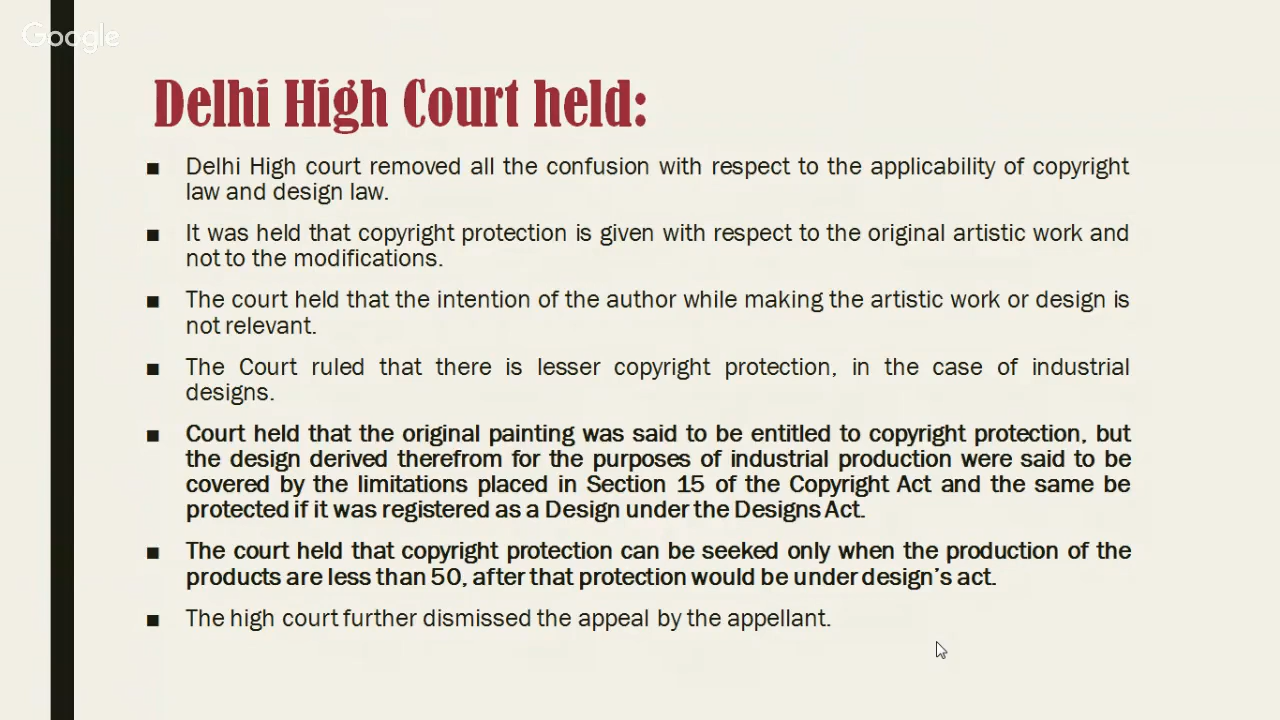 Google
Delhi High Court held:
■ Delhi High court removed all the confusion with respect to the applicability of copyright
law and design law.
■ It was held that copyright protection is given with respect to the original artistic work and
not to the modifications.
■ The court held that the intention of the author while making the artistic work or design is
not relevant.
■ The Court ruled that there is lesser copyright protection, in the case of industrial
designs.
■ Court held that the original painting was said to be entitled to copyright protection, but
the design derived therefrom for the purposes of industrial production were said to be
covered by the limitations placed in Section 15 of the Copyright Act and the same be
protected if it was registered as a Design under the Designs Act.
■ The court held that copyright protection can be seeked only when the production of the
products are less than 50, after that protection would be under design's act.
■ The high court further dismissed the appeal by the appellant.